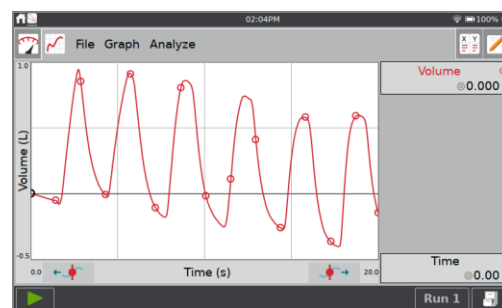 02:04PM 100%
File Graph Analyze X Y
1.0
Volume (L)
-0.5
0.0 Time (s) 20.0
Volume
0.000
Time
0.00
Run 1